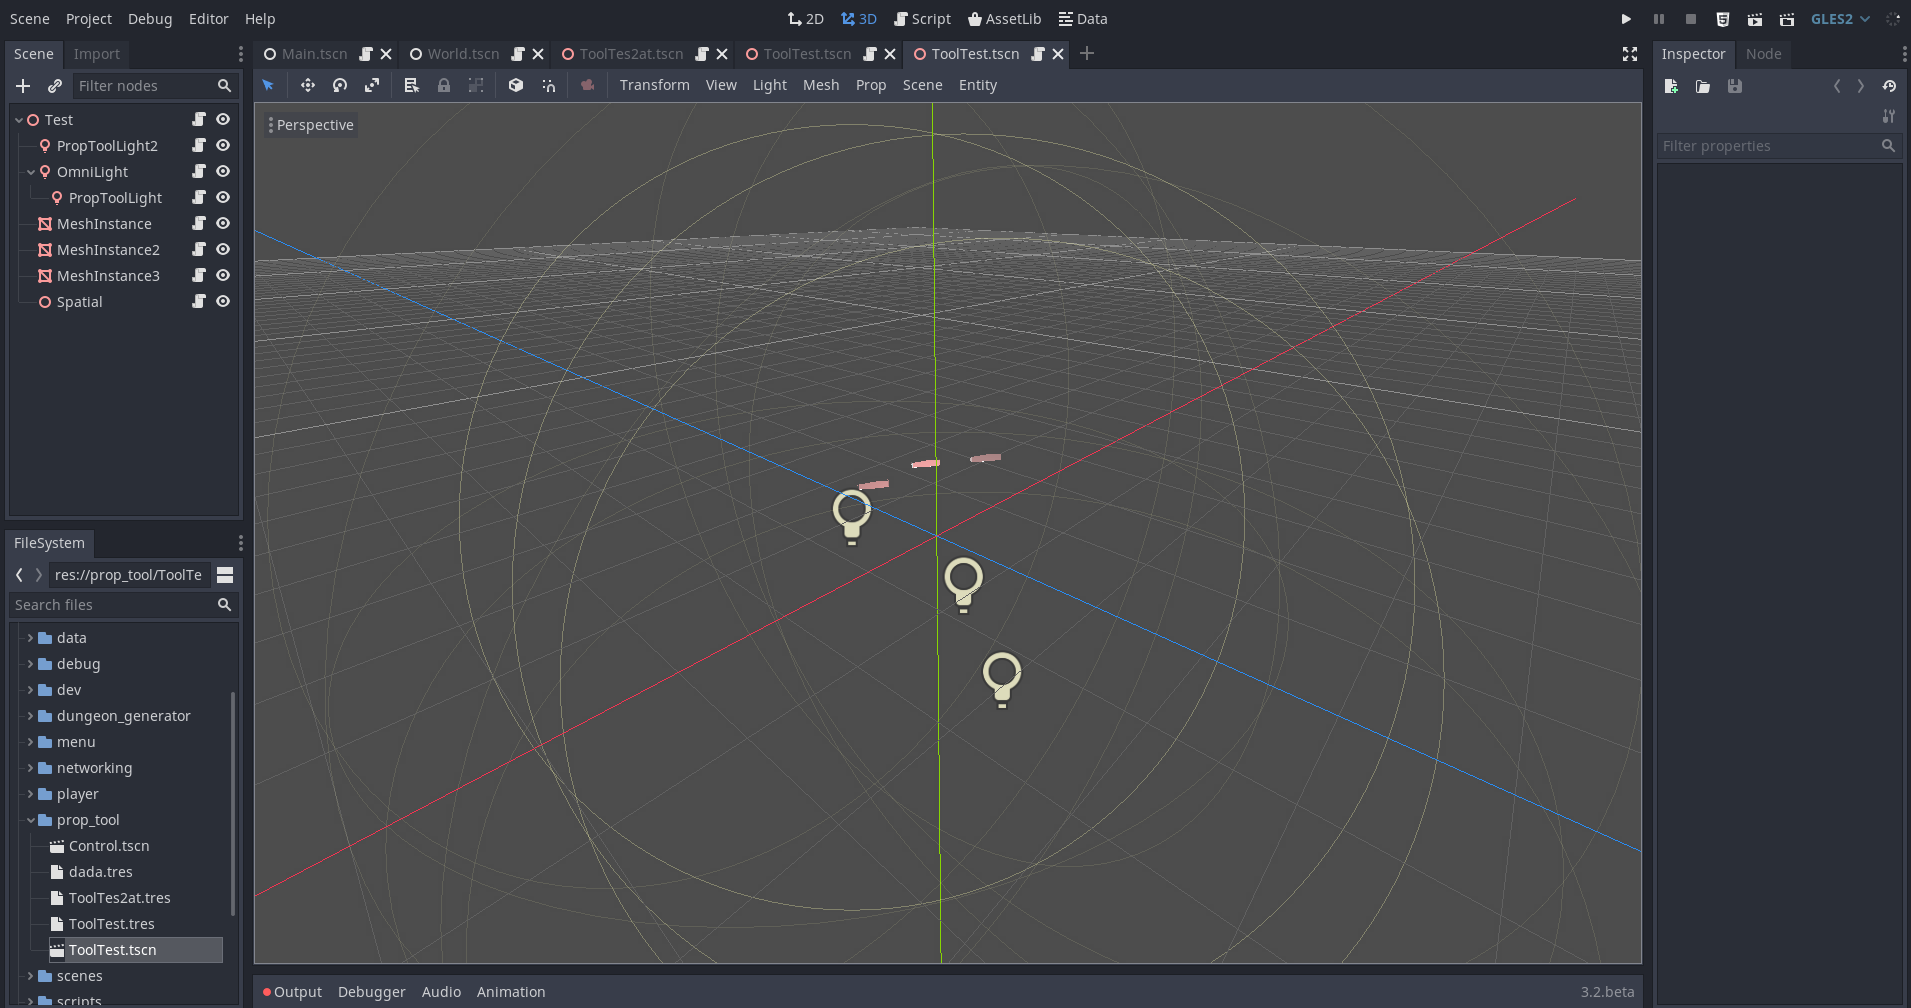 Scene Project Debug Editor Help 2D 3D Script AssetLib Data GLES2
Scene Import Main.tscn World.tscn ToolTes2at.tscn ToolTest.tscn ToolTest.tscn Inspector Node
Filter nodes Transform View Light Mesh Prop Scene Entity
Perspective
Filter properties
Test
PropToolLight2
OmniLight
PropToolLight
MeshInstance
MeshInstance2
MeshInstance3
Spatial
FileSystem
res://prop_tool/ToolTe
Search files
data
debug
dev
dungeon_generator
menu
networking
player
prop_tool
Control.tscn
dada.tres
ToolTes2at.tres
ToolTest.tres
ToolTest.tscn
scenes
scripts
Output Debugger Audio Animation 3.2.beta